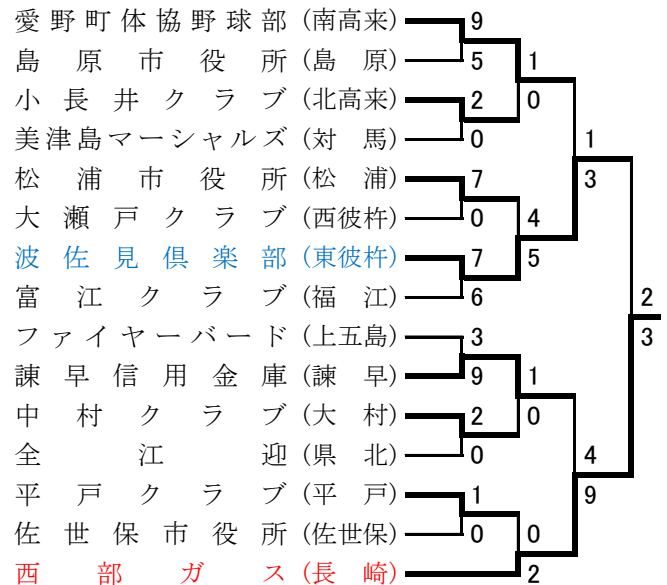 愛野町体協野球部 (南高来) 9
島原市役所 (島原) 5 1
小長井クラブ (北高来) 2 0
美津島マーシャルズ (対馬) 0 1
松浦市役所 (松浦) 7 3
大瀬戸クラブ (西彼杵) 0 4
波佐見倶楽部 (東彼杵) 7 5
富江クラブ (福江) 6 2
ファイヤーバード (上五島) 3 3
諫早信用金庫 (諫早) 9 1
中村クラブ (大村) 2 0
全江迎 (県北) 0 4
平戸クラブ (平戸) 1 9
佐世保市役所 (佐世保) 0 0
西部ガス (長崎) 2